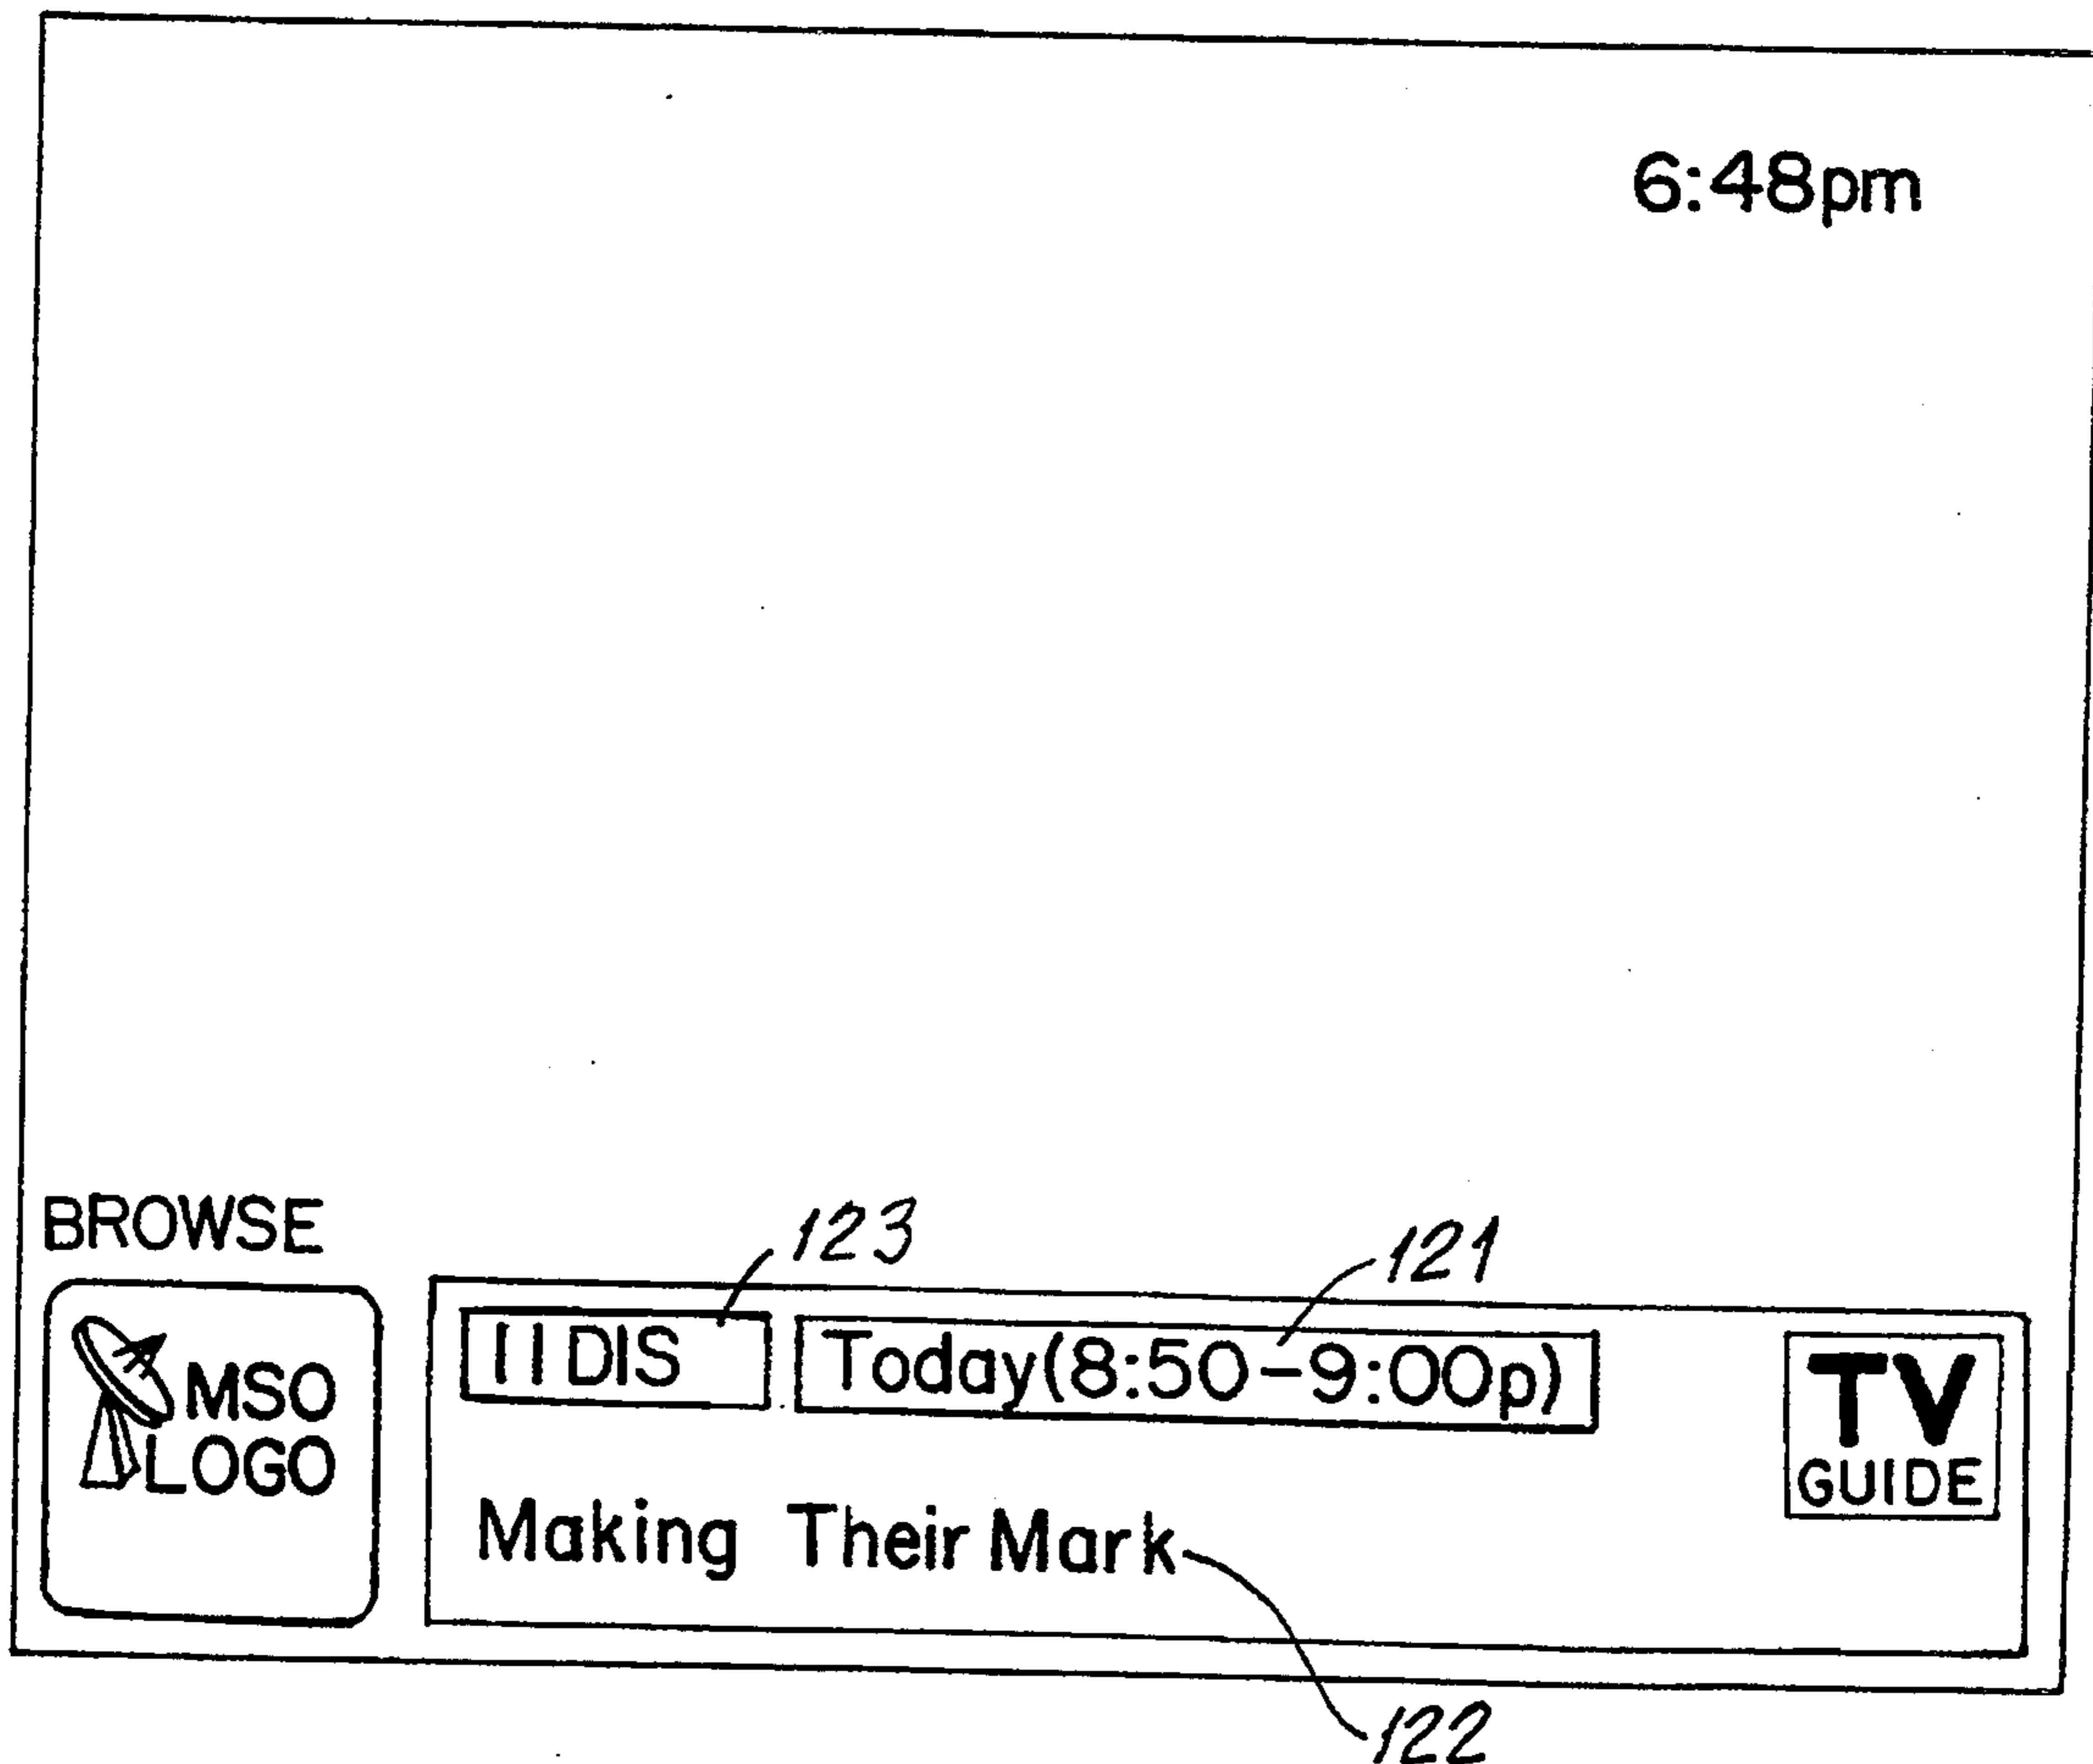 6:48pm
BROWSE
123
121
11 DIS
Today(8:50-9:00p)
TV
GUIDE
MSO
LOGO
Making Their Mark
122